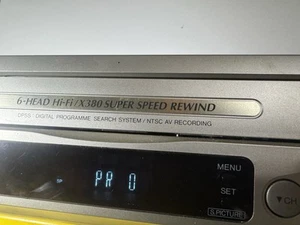 6-HEAD Hi-Fi/X380 SUPER SPEED REWIND
DPSS : DIGITAL PROGRAMME SEARCH SYSTEM / NTSC AV RECORDING
MENU
PR 0
SET
S.PICTURE
▽CH